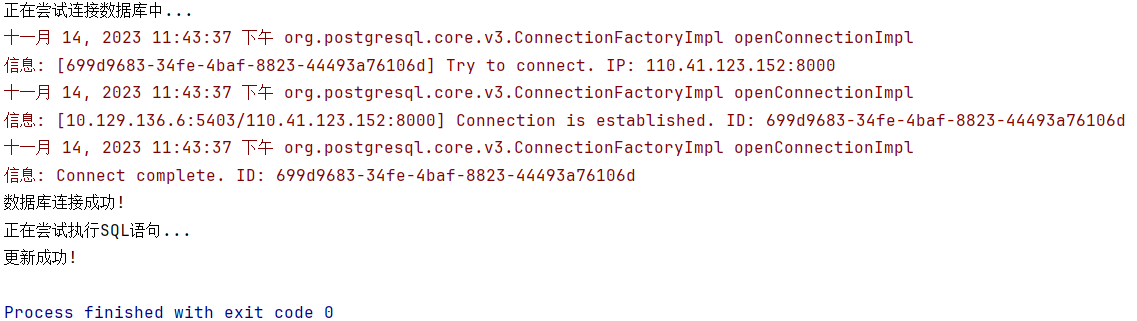 正在尝试连接数据库中...
十一月 14, 2023 11:43:37 下午 org.postgresql.core.v3.ConnectionFactoryImpl openConnectionImpl
信息: [699d9683-34fe-4baf-8823-44493a76106d] Try to connect. IP: 110.41.123.152:8000
十一月 14, 2023 11:43:37 下午 org.postgresql.core.v3.ConnectionFactoryImpl openConnectionImpl
信息: [10.129.136.6:5403/110.41.123.152:8000] Connection is established. ID: 699d9683-34fe-4baf-8823-44493a76106d
十一月 14, 2023 11:43:37 下午 org.postgresql.core.v3.ConnectionFactoryImpl openConnectionImpl
信息: Connect complete. ID: 699d9683-34fe-4baf-8823-44493a76106d
数据库连接成功!
正在尝试执行SQL语句...
更新成功!
Process finished with exit code 0